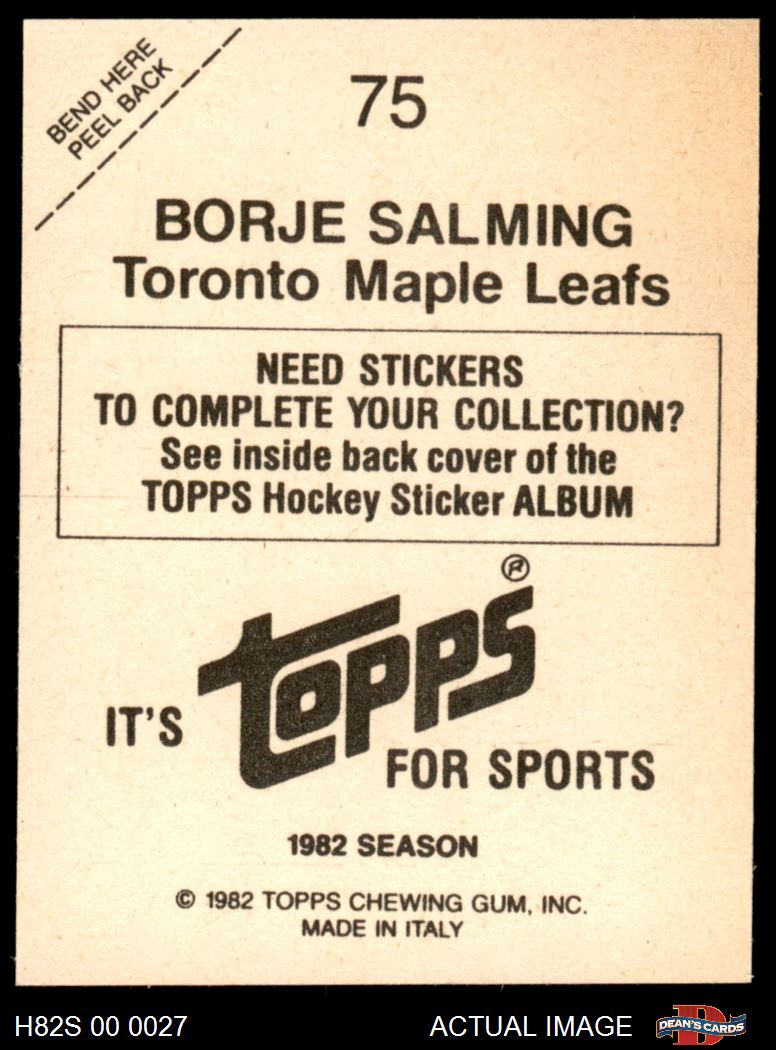 BEND HERE
PEEL BACK
75
BORJE SALMING
Toronto Maple Leafs
NEED STICKERS
TO COMPLETE YOUR COLLECTION?
See inside back cover of the
TOPPS Hockey Sticker ALBUM
IT'S TOPPS® FOR SPORTS
1982 SEASON
© 1982 TOPPS CHEWING GUM, INC.
MADE IN ITALY
H82S 00 0027
ACTUAL IMAGE
D
DEAN'S CARDS